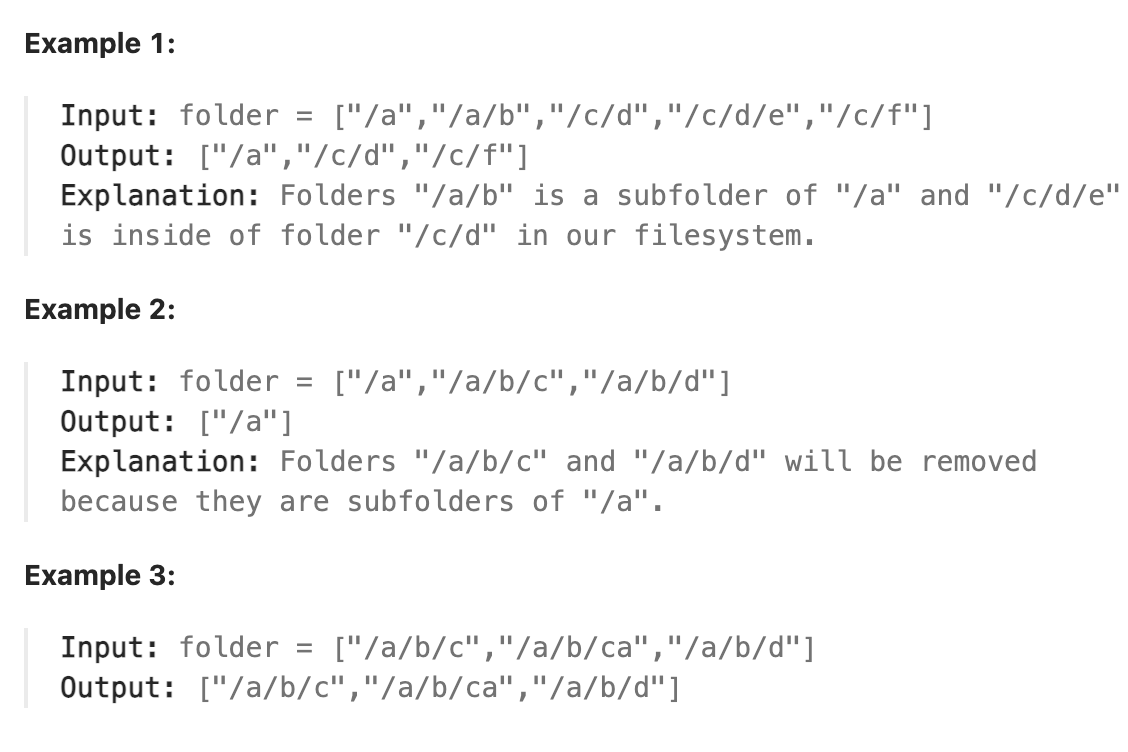 Example 1:
Input: folder = ["/a","/a/b","/c/d","/c/d/e","/c/f"]
Output: ["/a","/c/d","/c/f"]
Explanation: Folders "/a/b" is a subfolder of "/a" and "/c/d/e"
is inside of folder "/c/d" in our filesystem.
Example 2:
Input: folder = ["/a","/a/b/c","/a/b/d"]
Output: ["/a"]
Explanation: Folders "/a/b/c" and "/a/b/d" will be removed
because they are subfolders of "/a".
Example 3:
Input: folder = ["/a/b/c","/a/b/ca","/a/b/d"]
Output: ["/a/b/c","/a/b/ca","/a/b/d"]